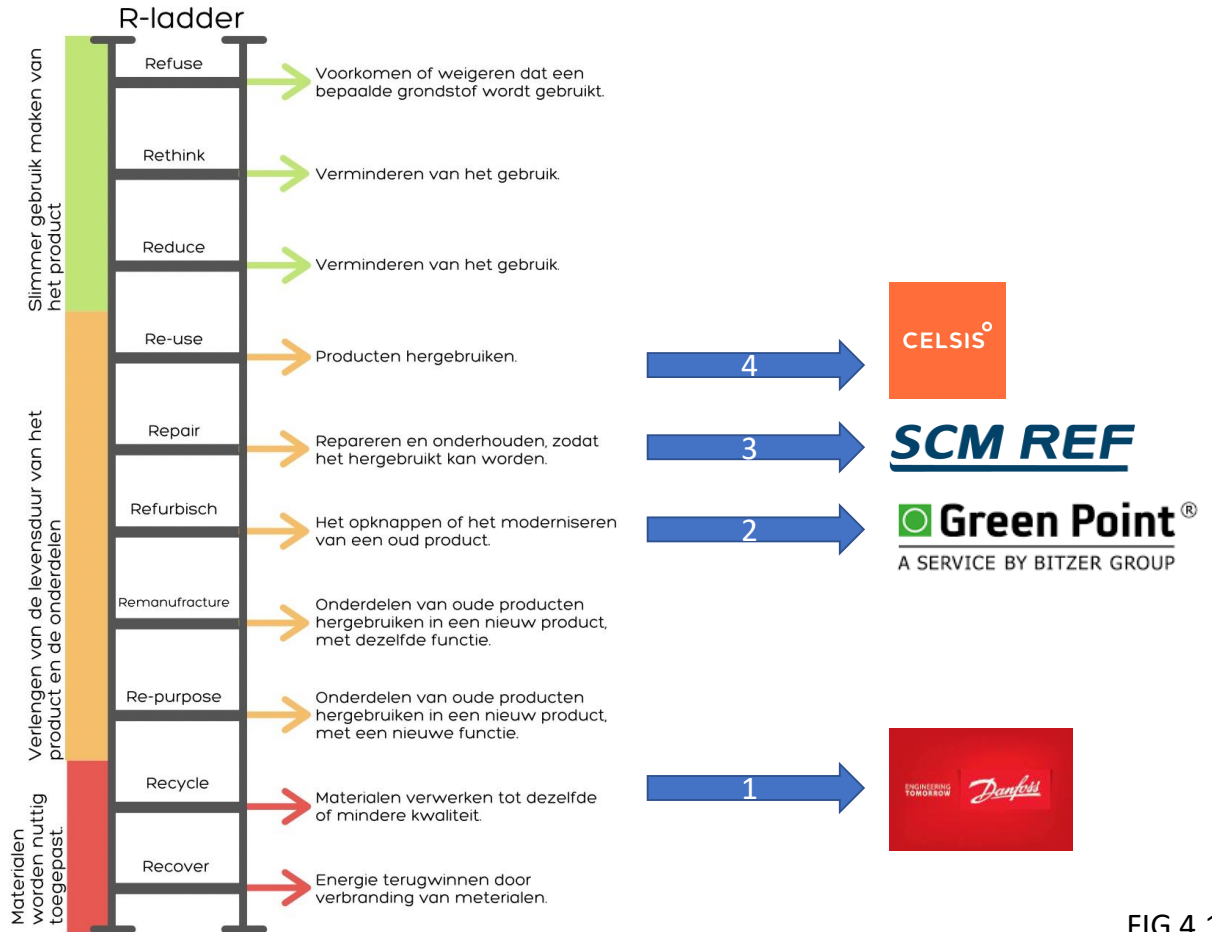 R-ladder
Slimmer gebruik maken van
het product
Verlengen van de levensduur van het
product en de onderdelen
Materialen
worden nuttig
toegepast.
Refuse
Voorkomen of weigeren dat een
bepaalde grondstof wordt gebruikt.
Rethink
Verminderen van het gebruik.
Reduce
Verminderen van het gebruik.
Re-use
Producten hergebruiken.
4
CELSIS°
Repair
Repareren en onderhouden, zodat
het hergebruikt kan worden.
3
SCM REF
Refurbisch
Het opknappen of het moderniseren
van een oud product.
2
Green Point®
A SERVICE BY BITZER GROUP
Remanufracture
Onderdelen van oude producten
hergebruiken in een nieuw product,
met dezelfde functie.
Re-purpose
Onderdelen van oude producten
hergebruiken in een nieuw product,
met een nieuwe functie.
Recycle
Materialen verwerken tot dezelfde
of mindere kwaliteit.
1
ENGINEERING
TOMORROW
Danfoss
Recover
Energie terugwinnen door
verbranding van meterialen.
FIG 4.1